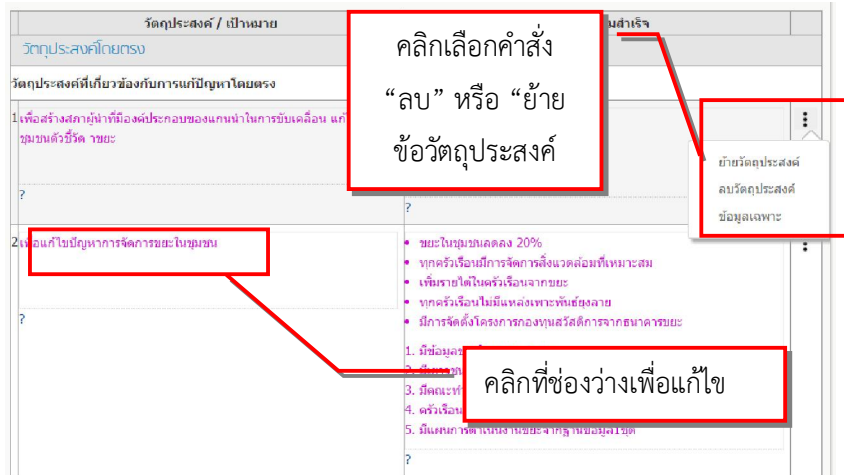 วัตถุประสงค์ / เป้าหมาย
มสำเร็จ
วัตถุประสงค์โดยตรง
วัตถุประสงค์ที่เกี่ยวข้องกับการแก้ปัญหาโดยตรง
คลิกเลือกคำสั่ง
“ลบ” หรือ “ย้าย
ข้อวัตถุประสงค์
1 เพื่อสร้างสภาผู้นำที่มีองค์ประกอบของแกนนำในการขับเคลื่อน แก้
ชุมชนตัวชี้วัด าขยะ
?
?
ย้ายวัตถุประสงค์
ลบวัตถุประสงค์
ข้อมูลเฉพาะ
2 เพื่อแก้ไขปัญหาการจัดการขยะในชุมชน
?
• ขยะในชุมชนลดลง 20%
• ทุกครัวเรือนมีการจัดการสิ่งแวดล้อมที่เหมาะสม
• เพิ่มรายได้ในครัวเรือนจากขยะ
• ทุกครัวเรือนไม่มีแหล่งเพาะพันธ์ยุงลาย
• มีการจัดตั้งโครงการกองทุนสวัสดิการจากธนาคารขยะ
1. มีข้อมูล
2.
3. มีคณะทำ
4. ครัวเรือน
5. มีแผนการดำเนินงานขยะจากฐานข้อมูล1ชุด
?
คลิกที่ช่องว่างเพื่อแก้ไข